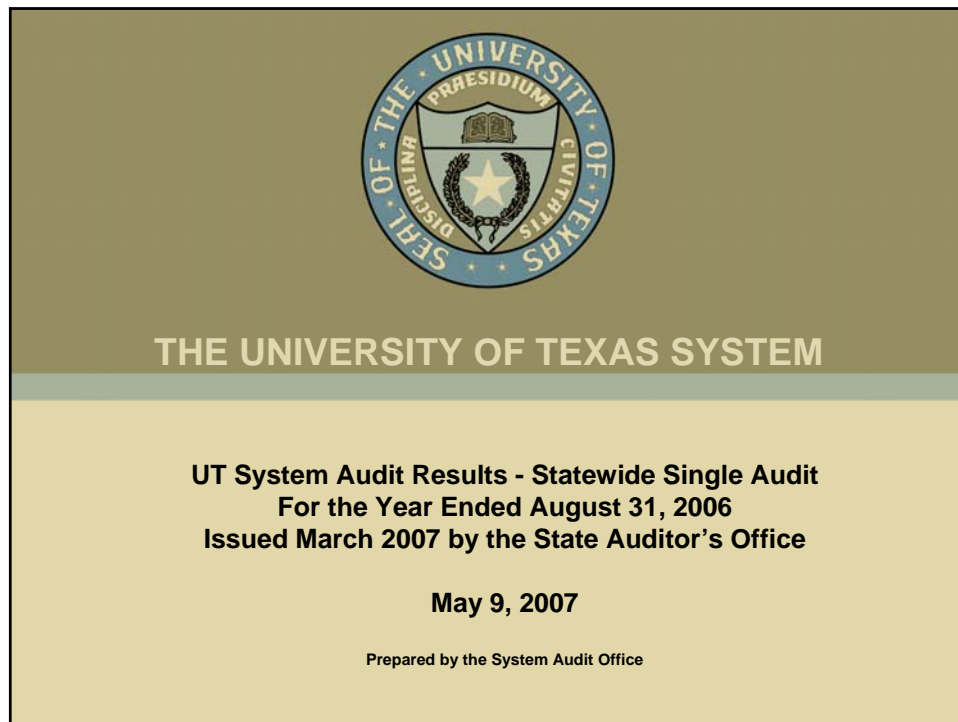 SEAL OF THE UNIVERSITY OF TEXAS
PRAESIDIUM
DISCIPLINA
CIVITATIS
THE UNIVERSITY OF TEXAS SYSTEM
UT System Audit Results - Statewide Single Audit
For the Year Ended August 31, 2006
Issued March 2007 by the State Auditor's Office
May 9, 2007
Prepared by the System Audit Office